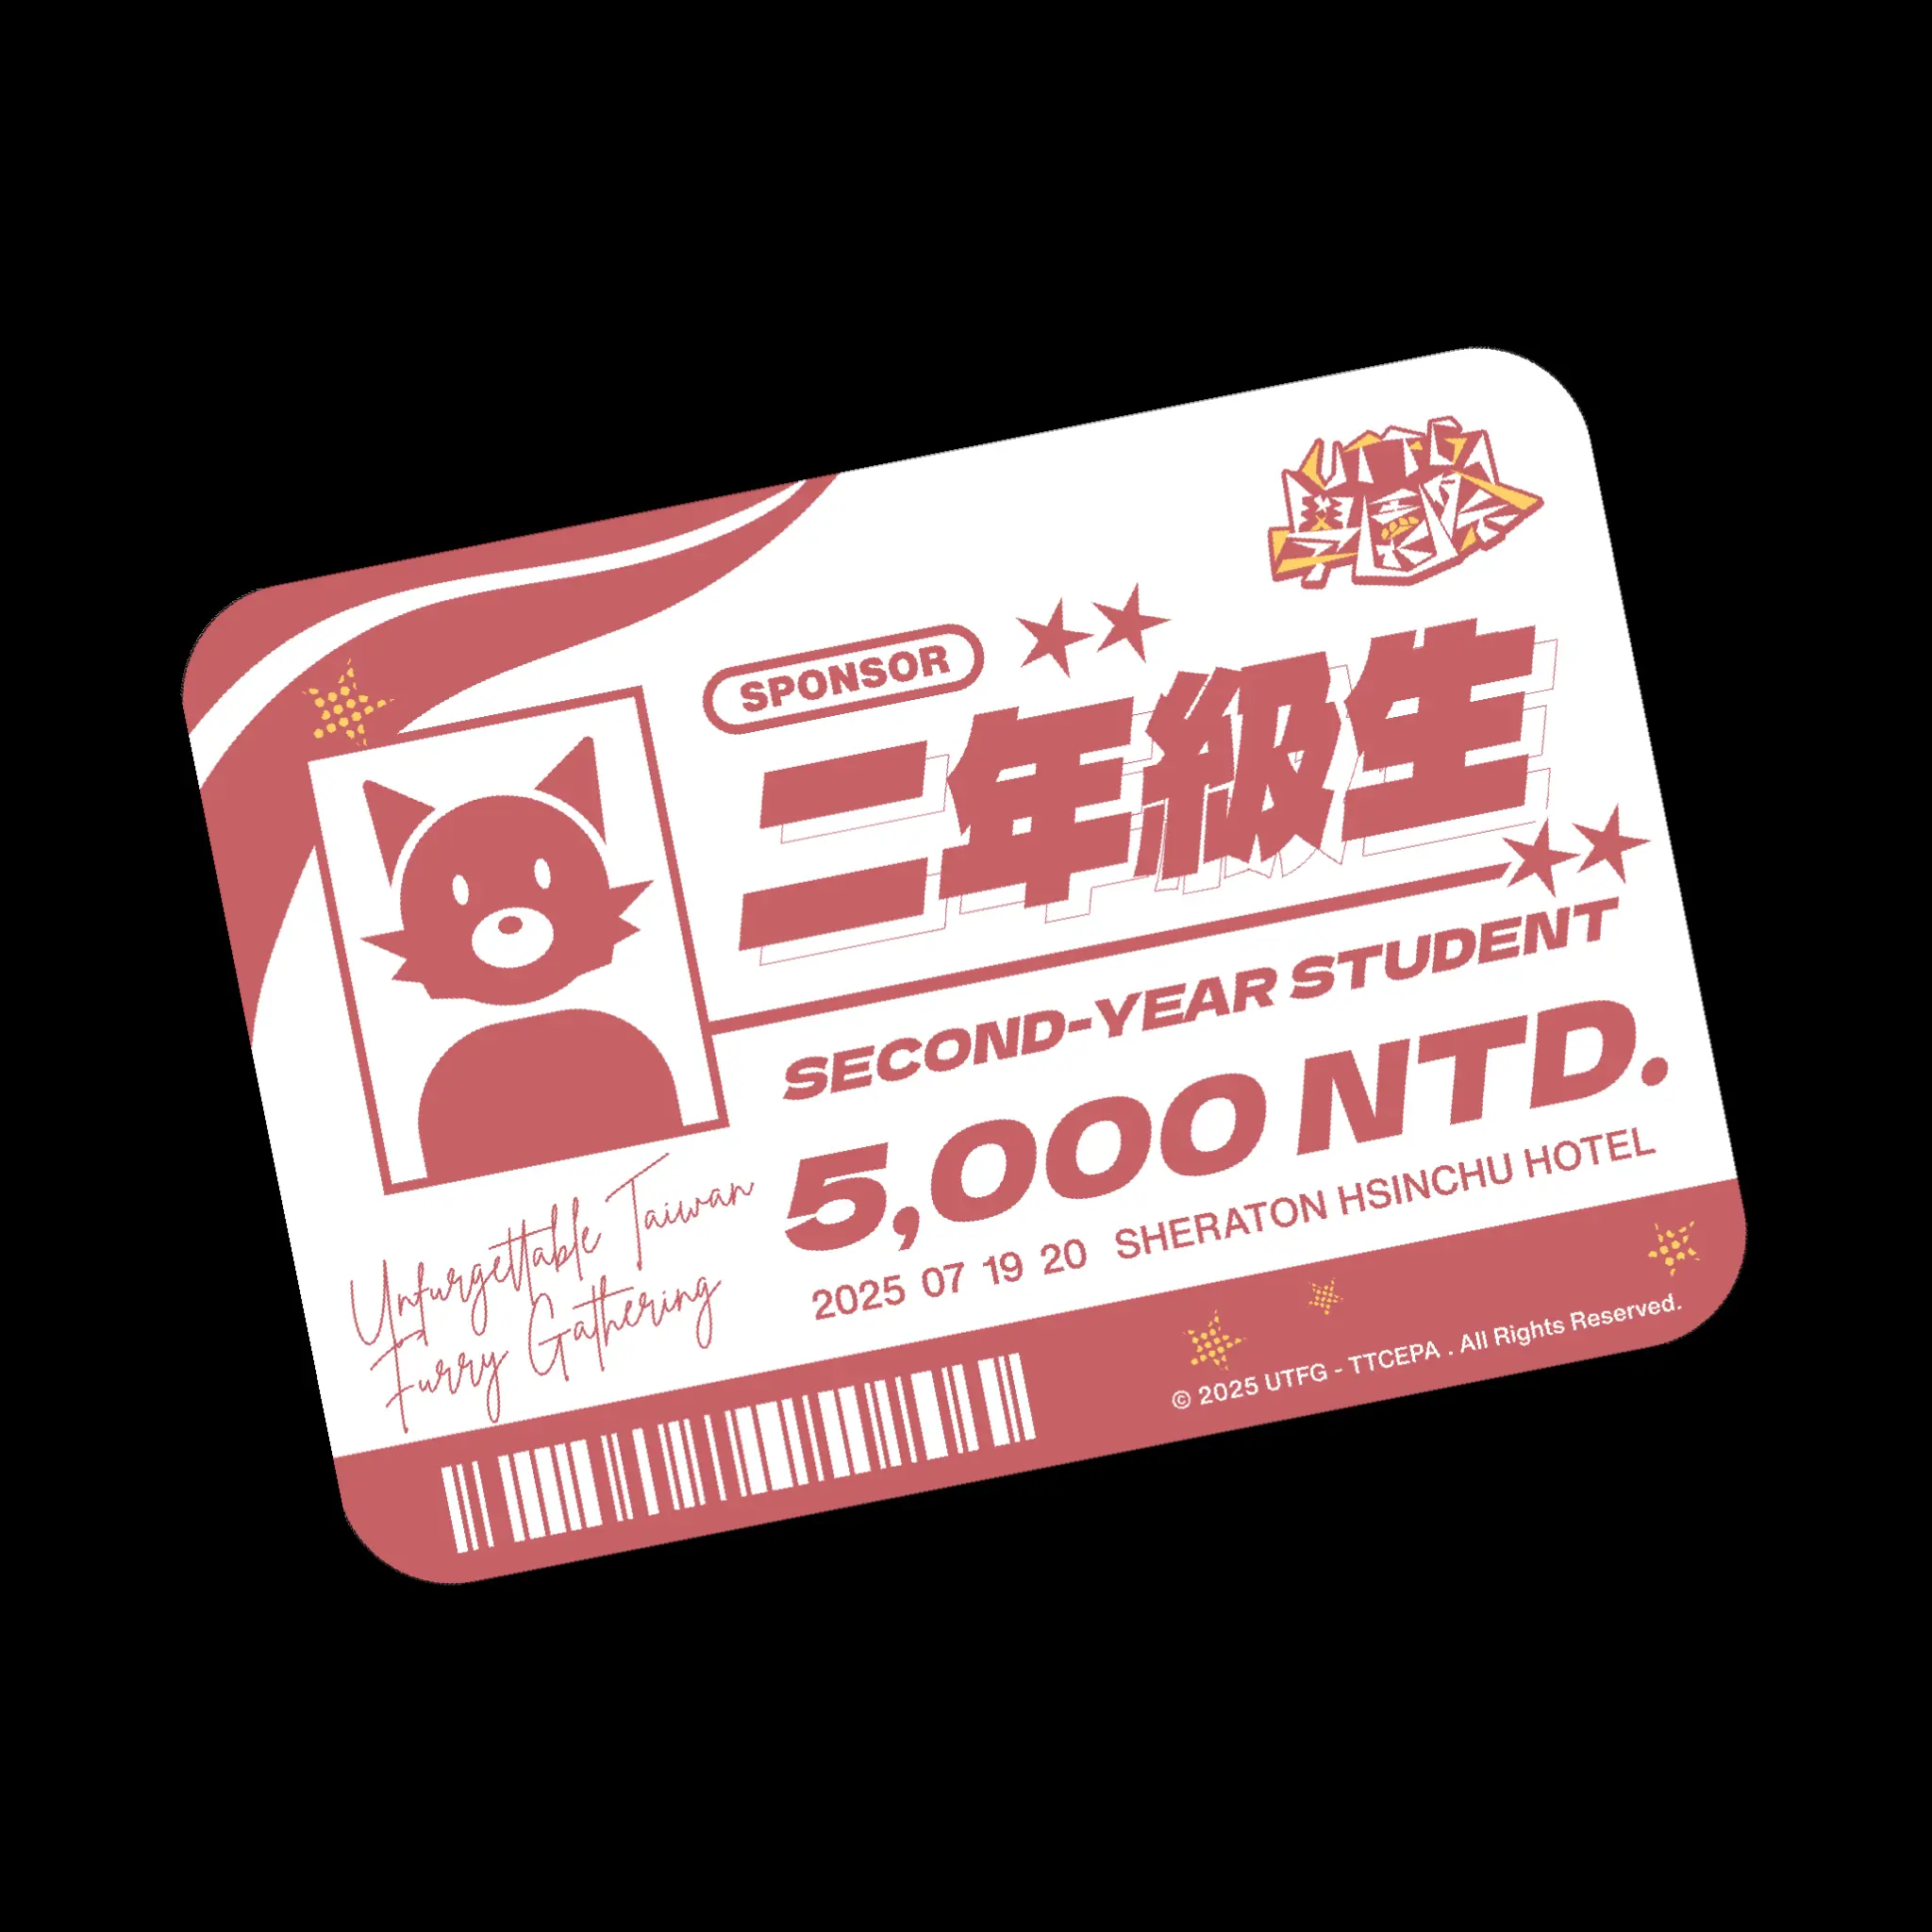 SPONSOR
二年級生
SECOND-YEAR STUDENT
5,000 NTD.
2025 07 19 20 SHERATON HSINCHU HOTEL
Unfurgettable Taiwan
Furry Gathering
© 2025 UTFG - TTCEPA . All Rights Reserved.